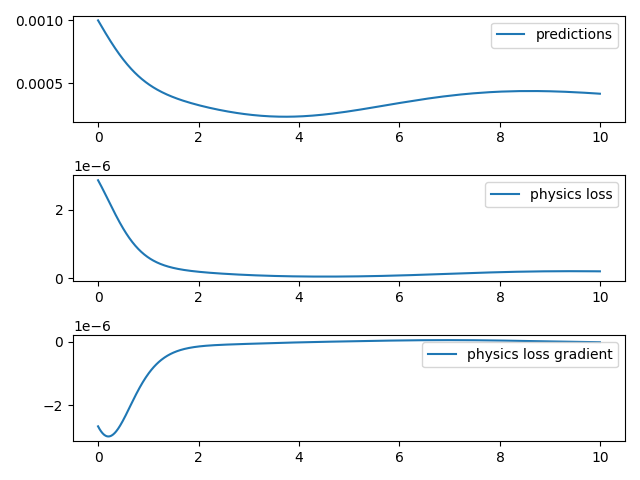 0.0010
0.0005
predictions
0 2 4 6 8 10
1e−6
2
0
physics loss
0 2 4 6 8 10
1e−6
0
−2
physics loss gradient
0 2 4 6 8 10